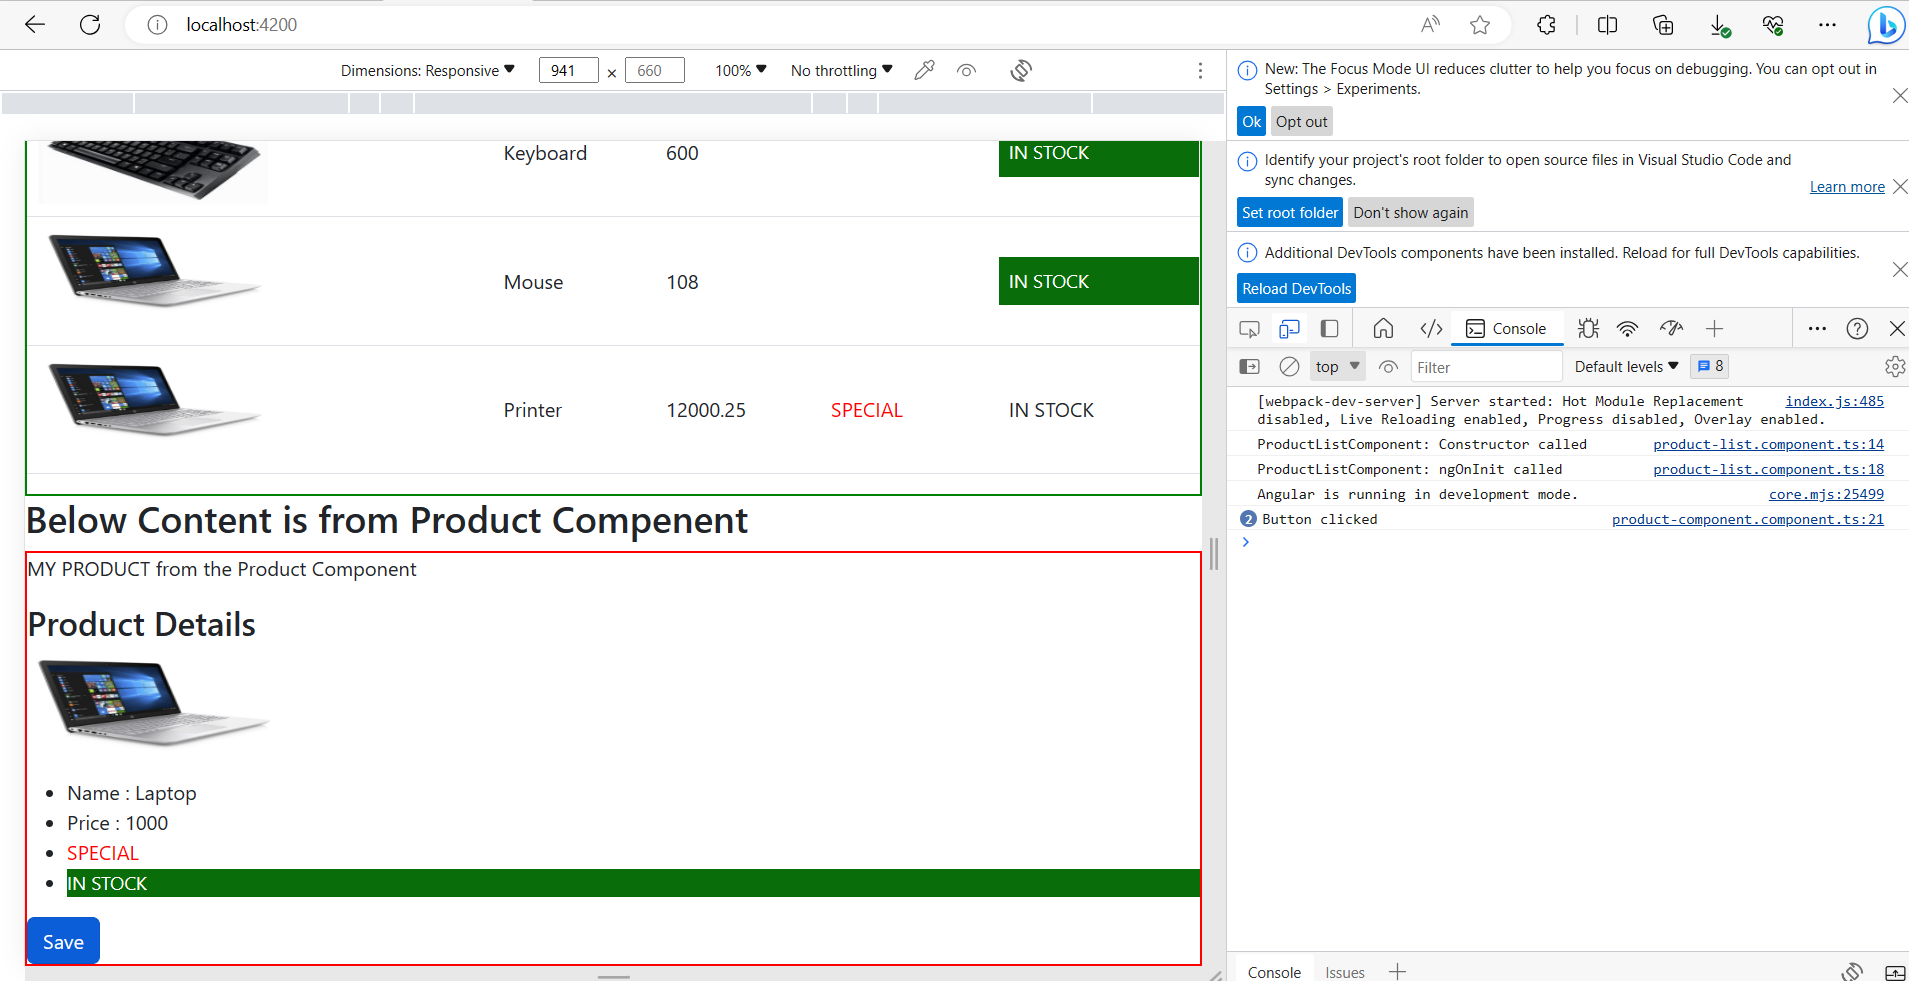 localhost:4200
Dimensions: Responsive 941 × 660 100% No throttling
Keyboard 600 IN STOCK
Mouse 108 IN STOCK
Printer 12000.25 SPECIAL IN STOCK
Below Content is from Product Compenent
MY PRODUCT from the Product Component
Product Details
Name : Laptop
Price : 1000
SPECIAL
IN STOCK
Save
New: The Focus Mode UI reduces clutter to help you focus on debugging. You can opt out in
Settings > Experiments.
Ok Opt out
Identify your project's root folder to open source files in Visual Studio Code and
sync changes.
Learn more
Set root folder Don't show again
Additional DevTools components have been installed. Reload for full DevTools capabilities.
Reload DevTools
Console
top Filter Default levels 8
[webpack-dev-server] Server started: Hot Module Replacement index.js:485
disabled, Live Reloading enabled, Progress disabled, Overlay enabled.
ProductListComponent: Constructor called product-list.component.ts:14
ProductListComponent: ngOnInit called product-list.component.ts:18
Angular is running in development mode. core.mjs:25499
2 Button clicked product-component.component.ts:21
Console Issues